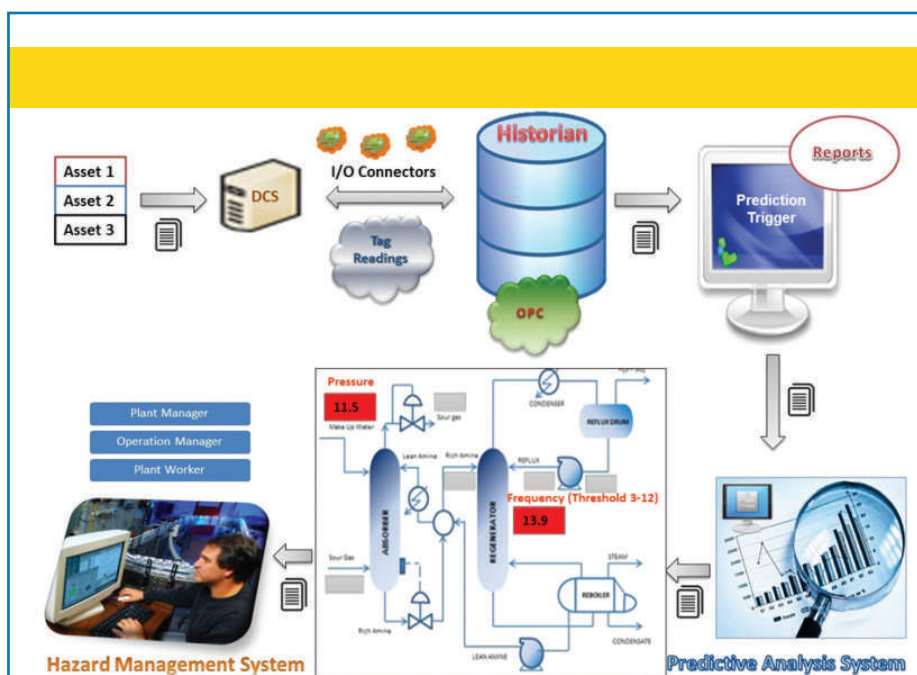 Asset 1
Asset 2
Asset 3
DCS
I/O Connectors
Tag
Readings
Historian
OPC
Reports
Prediction
Trigger
Pressure
11.5
Make Up Water
Sour gas
Lean Amine
Rich Amine
CONDENSER
REFLUX DRUM
REFLUX
Frequency (Threshold 3-12)
13.9
ABSORBER
REGENERATOR
Sour Gas
Rich Amine
STEAM
REBOILER
CONDENSATE
LEAN AMINE
Plant Manager
Operation Manager
Plant Worker
Hazard Management System
Predictive Analysis System